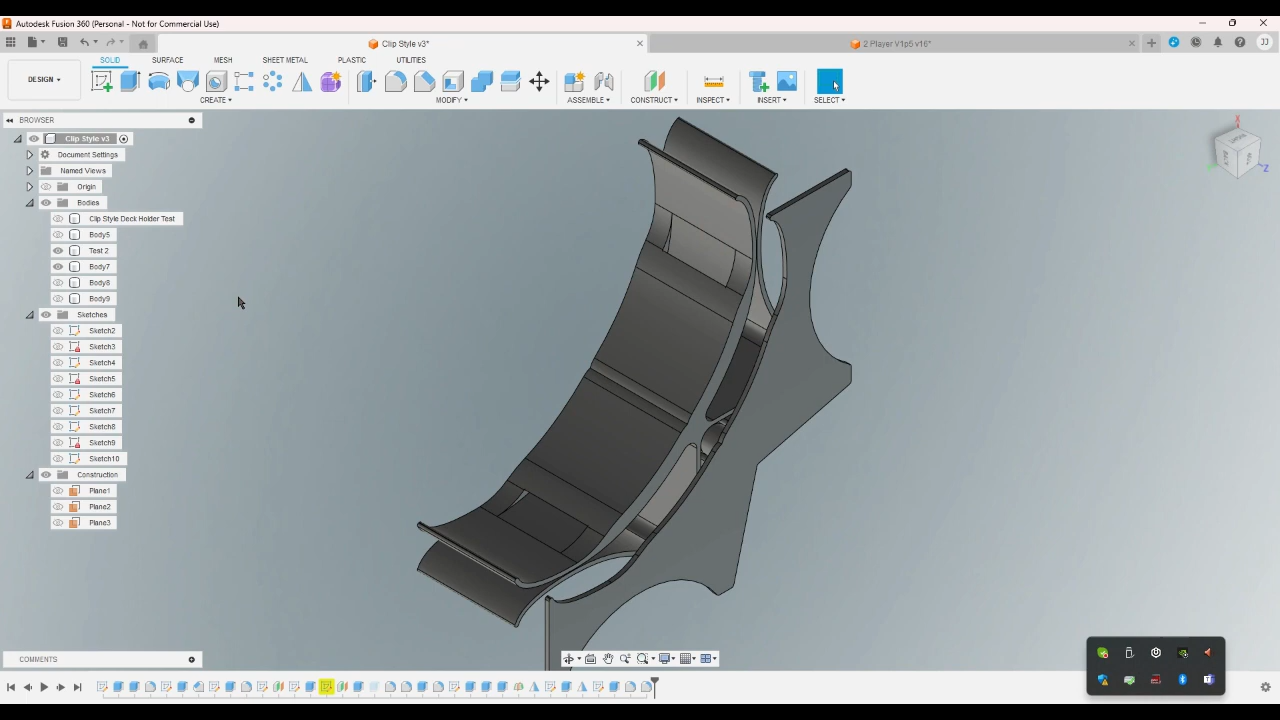 Autodesk Fusion 360 (Personal - Not for Commercial Use)
Clip Style v3*
2 Player V1p5 v16*
JJ
SOLID SURFACE MESH SHEET METAL PLASTIC UTILITIES
DESIGN
CREATE MODIFY ASSEMBLE CONSTRUCT INSPECT INSERT SELECT
BROWSER
Clip Style v3
Document Settings
Named Views
Origin
Bodies
Clip Style Deck Holder Test
Body5
Test 2
Body7
Body8
Body9
Sketches
Sketch2
Sketch3
Sketch4
Sketch5
Sketch6
Sketch7
Sketch8
Sketch9
Sketch10
Construction
Plane1
Plane2
Plane3
X
Z
COMMENTS